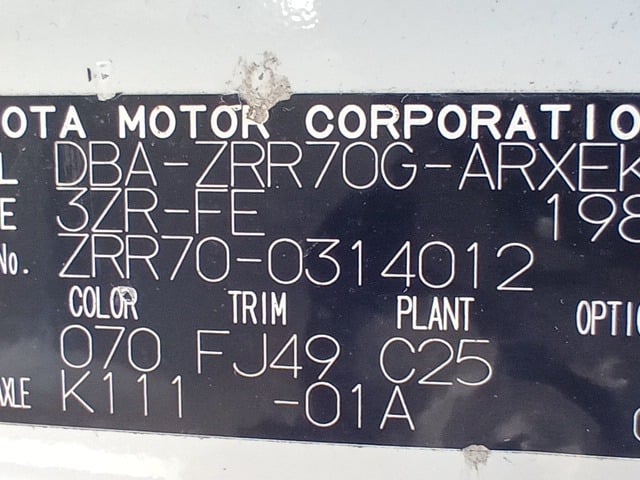 OTA MOTOR CORPORATIO
L DBA-ZRR70G-ARXEK
E 3ZR-FE 198
No. ZRR70-0314012
COLOR TRIM PLANT OPTIO
070 FJ49 C25
XLE K111 -01A